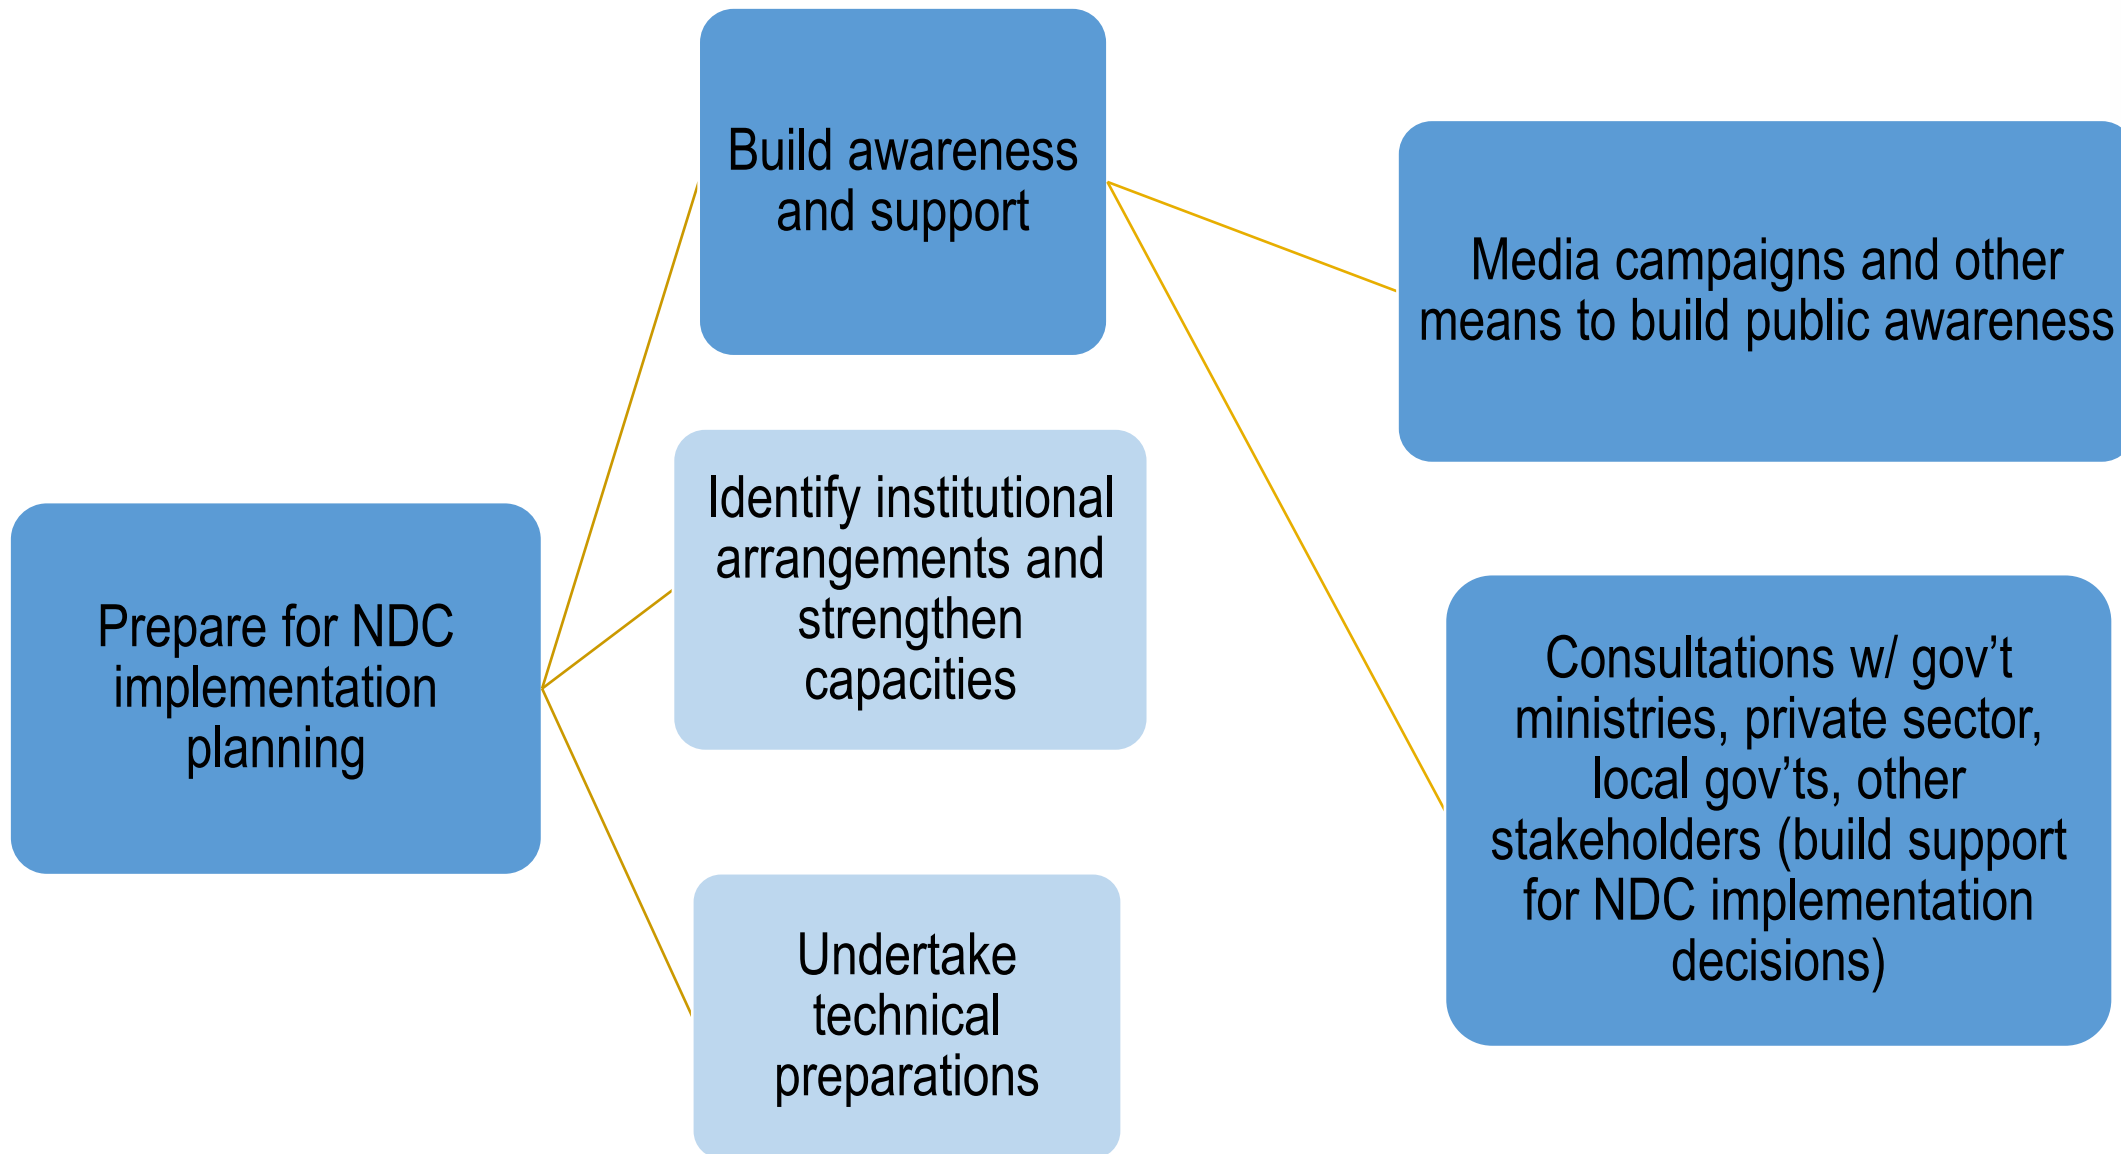 Build awareness
and support
Media campaigns and other
means to build public awareness
Identify institutional
arrangements and
strengthen
capacities
Prepare for NDC
implementation
planning
Consultations w/ gov’t
ministries, private sector,
local gov’ts, other
stakeholders (build support
for NDC implementation
decisions)
Undertake
technical
preparations